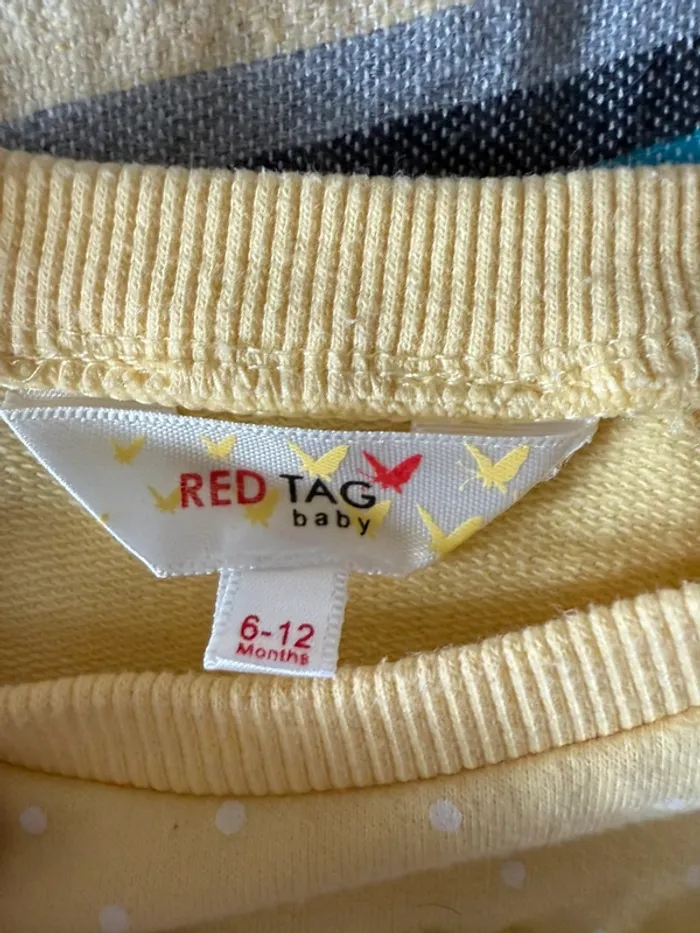 RED TAG
baby
6-12
Months